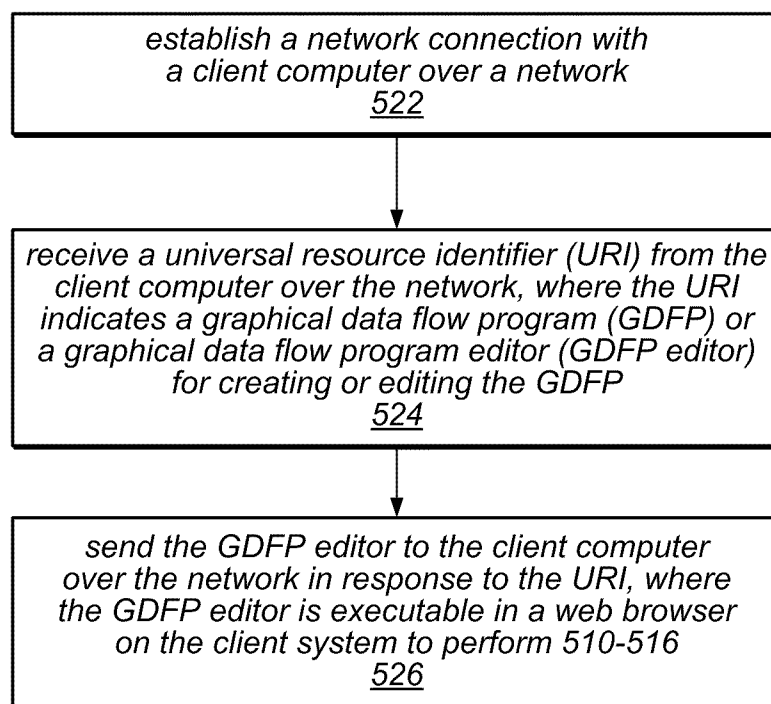 establish a network connection with
a client computer over a network
522
receive a universal resource identifier (URI) from the
client computer over the network, where the URI
indicates a graphical data flow program (GDFP) or
a graphical data flow program editor (GDFP editor)
for creating or editing the GDFP
524
send the GDFP editor to the client computer
over the network in response to the URI, where
the GDFP editor is executable in a web browser
on the client system to perform 510-516
526